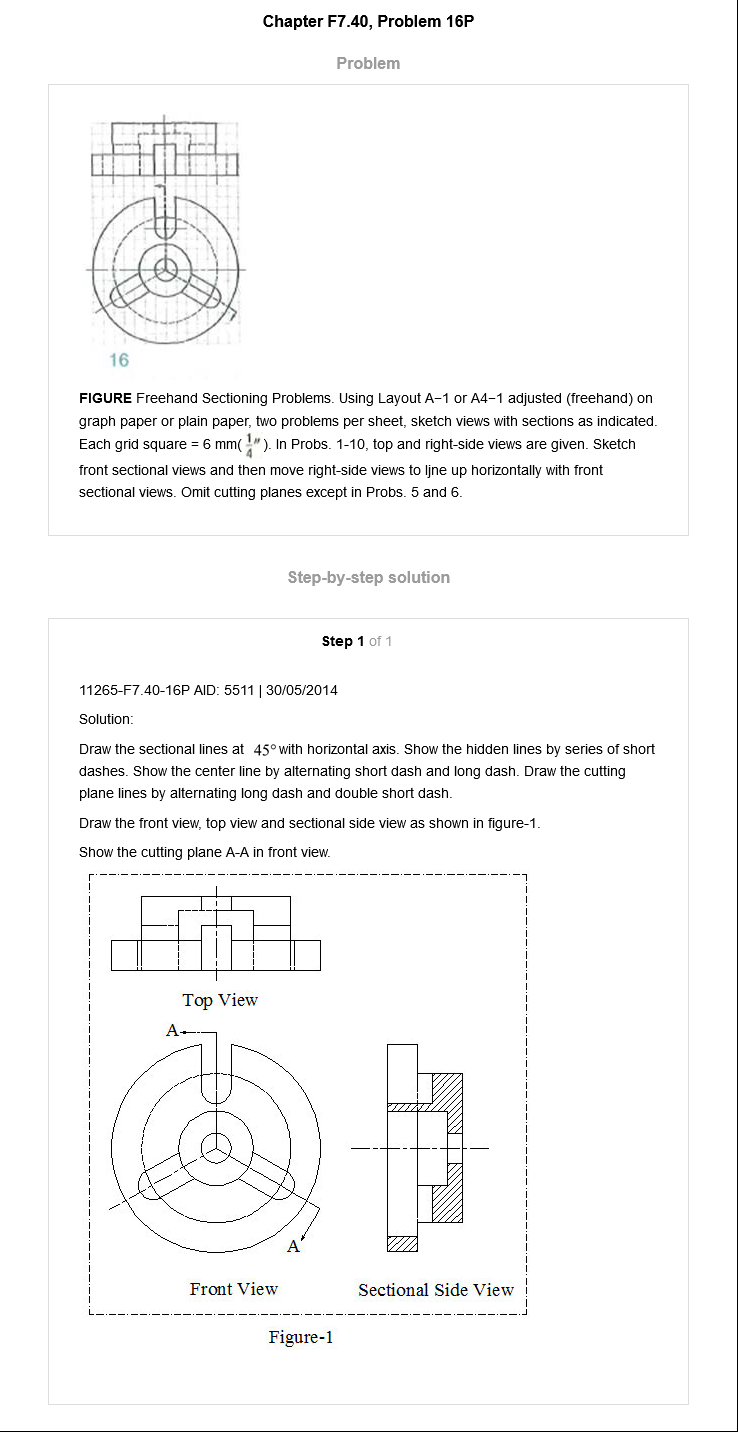 Chapter F7.40, Problem 16P
Problem
16
FIGURE Freehand Sectioning Problems. Using Layout A−1 or A4−1 adjusted (freehand) on
graph paper or plain paper, two problems per sheet, sketch views with sections as indicated.
Each grid square = 6 mm( 1/4″ ). In Probs. 1-10, top and right-side views are given. Sketch
front sectional views and then move right-side views to ljne up horizontally with front
sectional views. Omit cutting planes except in Probs. 5 and 6.
Step-by-step solution
Step 1 of 1
11265-F7.40-16P AID: 5511 | 30/05/2014
Solution:
Draw the sectional lines at 45° with horizontal axis. Show the hidden lines by series of short
dashes. Show the center line by alternating short dash and long dash. Draw the cutting
plane lines by alternating long dash and double short dash.
Draw the front view, top view and sectional side view as shown in figure-1.
Show the cutting plane A-A in front view.
Top View
A
A
Front View Sectional Side View
Figure-1